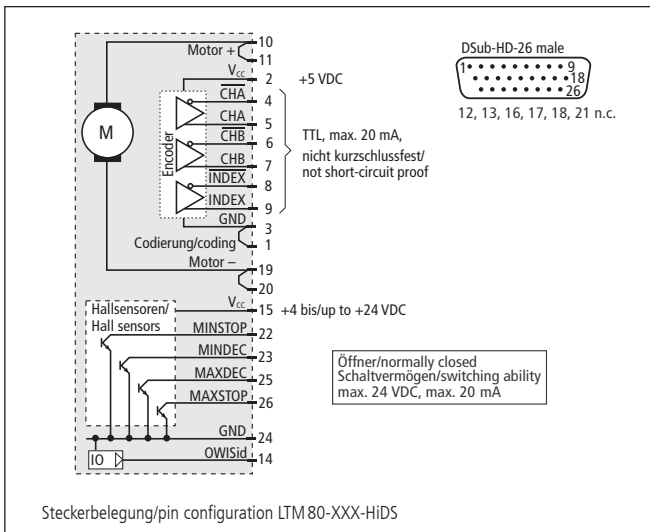 Motor +
10
11
V_CC
2
+5 VDC
CHA
4
CHA
5
CHB
6
CHB
7
INDEX
8
INDEX
9
GND
3
Codierung/coding
1
Motor –
19
20
M
Encoder
TTL, max. 20 mA,
nicht kurzschlussfest/
not short-circuit proof
DSub-HD-26 male
1
9
18
26
12, 13, 16, 17, 18, 21 n.c.
Hallsensoren/
Hall sensors
V_CC
15 +4 bis/up to +24 VDC
MINSTOP
22
MINDEC
23
MAXDEC
25
MAXSTOP
26
GND
24
IO
OWISid
14
Öffner/normally closed
Schaltvermögen/switching ability
max. 24 VDC, max. 20 mA
Steckerbelegung/pin configuration LTM80-XXX-HiDS